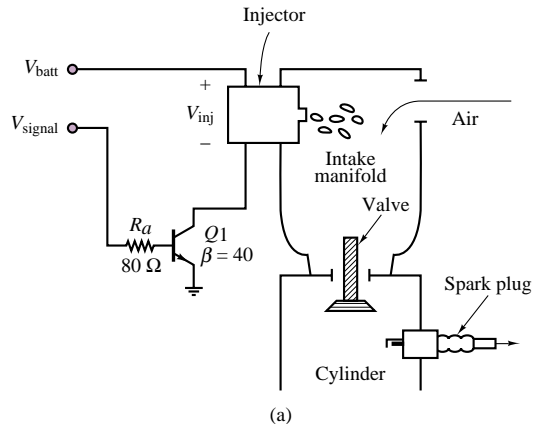 Injector
V_batt
+
V_inj
−
V_signal
Air
Intake
manifold
Valve
R_a
80 Ω
Q1
β = 40
Spark plug
Cylinder
(a)